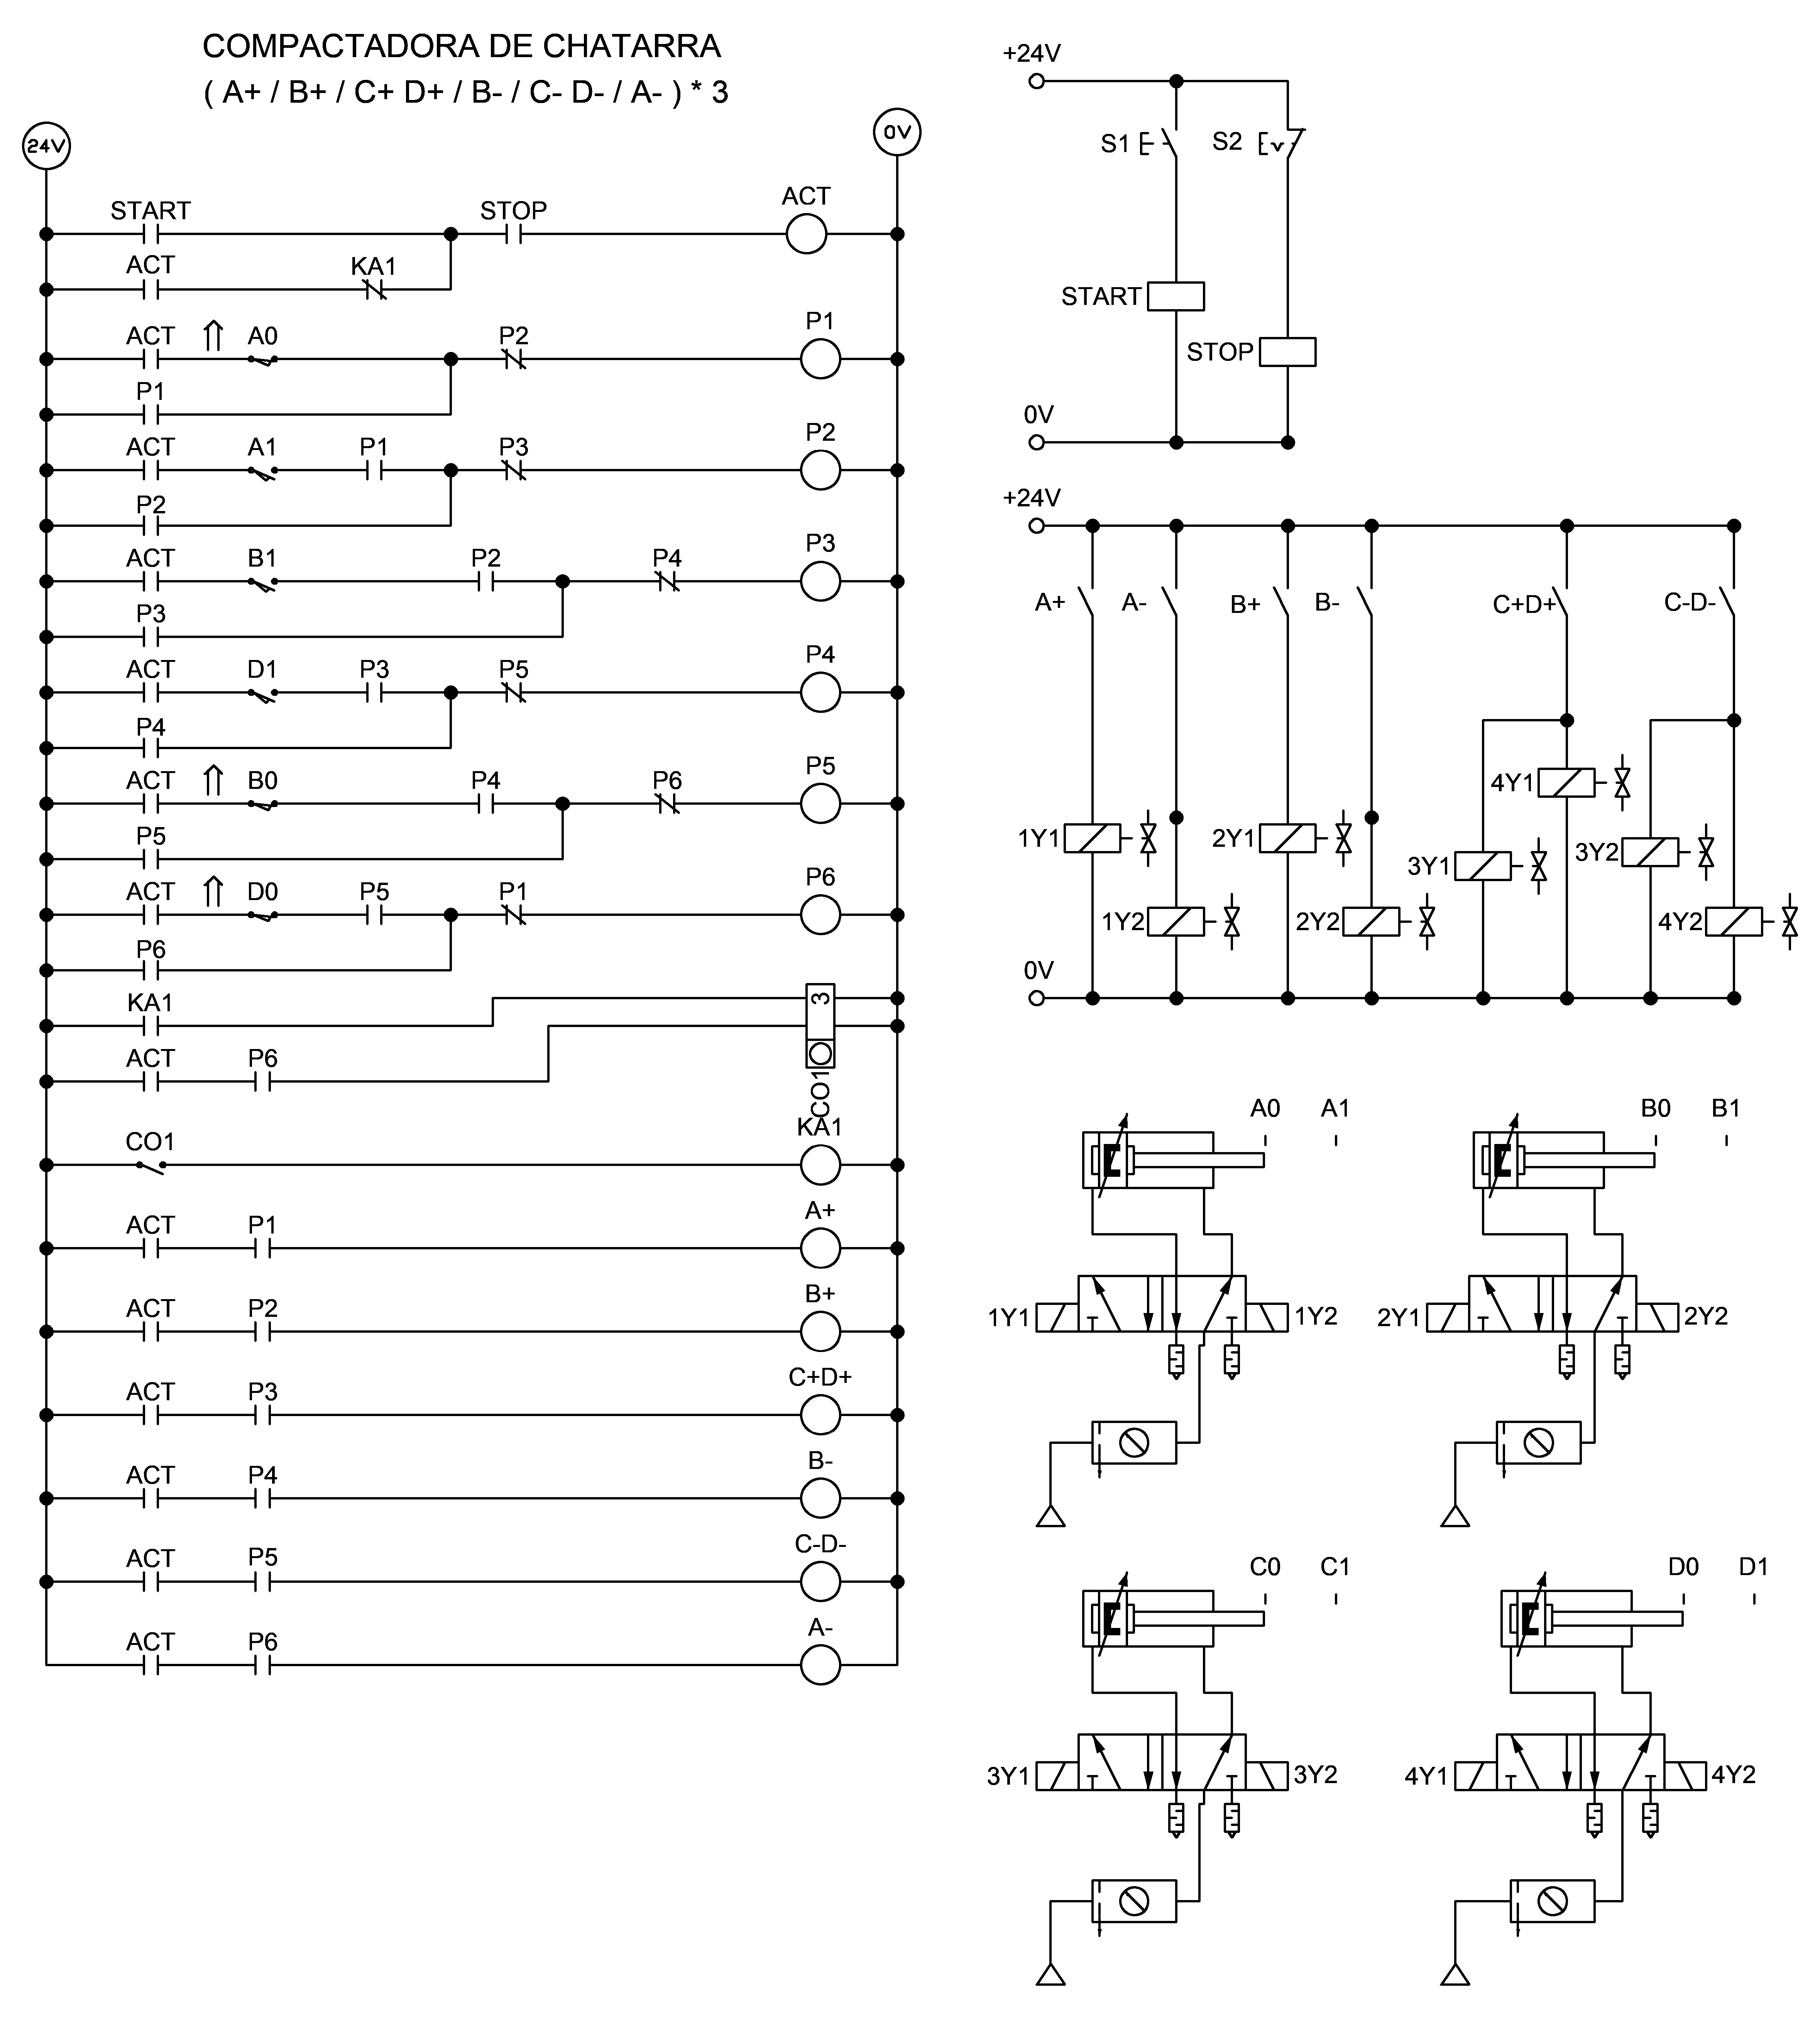 COMPACTADORA DE CHATARRA
( A+ / B+ / C+ D+ / B- / C- D- / A- ) * 3
24V
0V
START STOP ACT
ACT KA1
ACT A0 P2 P1
P1
ACT A1 P1 P3 P2
P2
ACT B1 P2 P4 P3
P3
ACT D1 P3 P5 P4
P4
ACT B0 P4 P6 P5
P5
ACT D0 P5 P1 P6
P6
KA1 3
ACT P6
CO1
CO1 KA1
ACT P1 A+
ACT P2 B+
ACT P3 C+D+
ACT P4 B-
ACT P5 C-D-
ACT P6 A-
+24V
S1 S2
START
STOP
0V
+24V
A+ A- B+ B- C+D+ C-D-
4Y1
1Y1 2Y1 3Y1 3Y2
1Y2 2Y2 4Y2
0V
A0 A1
1Y1 1Y2
B0 B1
2Y1 2Y2
C0 C1
3Y1 3Y2
D0 D1
4Y1 4Y2